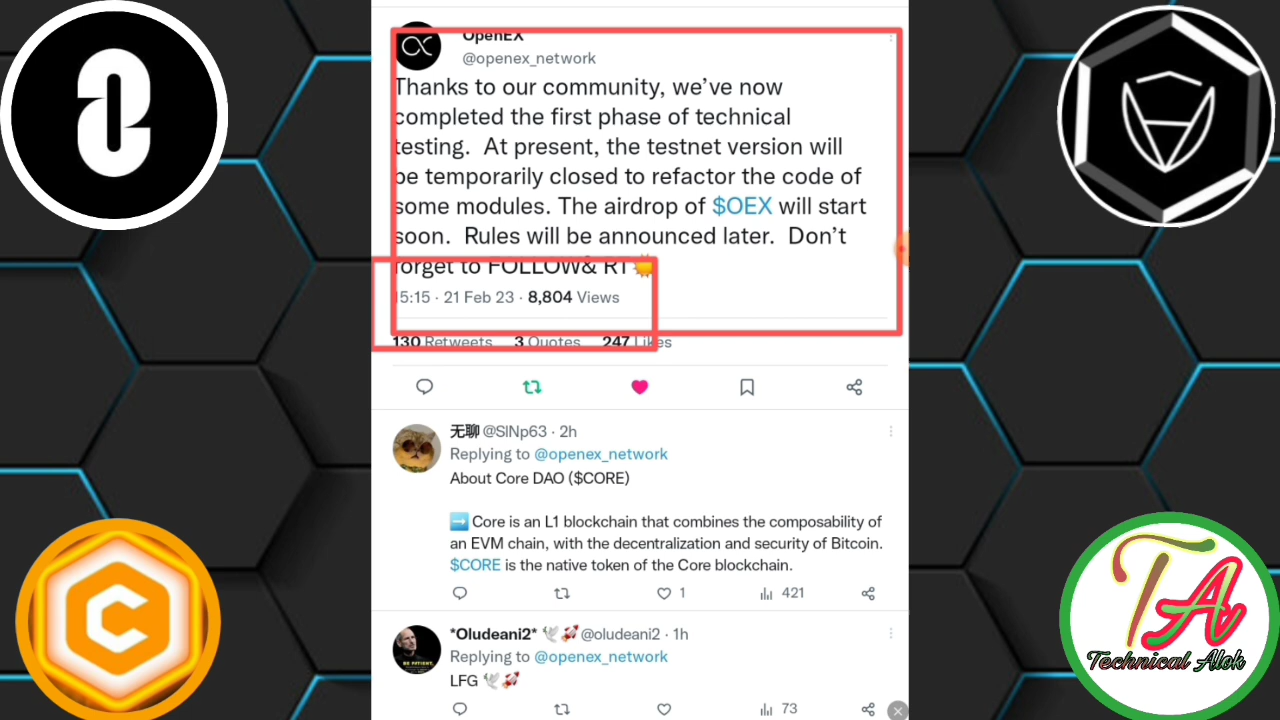 OpenEX
@openex_network
Thanks to our community, we've now
completed the first phase of technical
testing.  At present, the testnet version will
be temporarily closed to refactor the code of
some modules. The airdrop of $OEX will start
soon.  Rules will be announced later.  Don't
forget to FOLLOW& RT
15:15 · 21 Feb 23 · 8,804 Views
130 Retweets 3 Quotes 247 Likes
无聊 @SINp63 · 2h
Replying to @openex_network
About Core DAO ($CORE)
➡️ Core is an L1 blockchain that combines the composability of
an EVM chain, with the decentralization and security of Bitcoin.
$CORE is the native token of the Core blockchain.
1 421
*Oludeani2* 🕊️🚀 @oludeani2 · 1h
Replying to @openex_network
LFG 🕊️🚀
73
BE PATIENT.
TA
Technical Alok